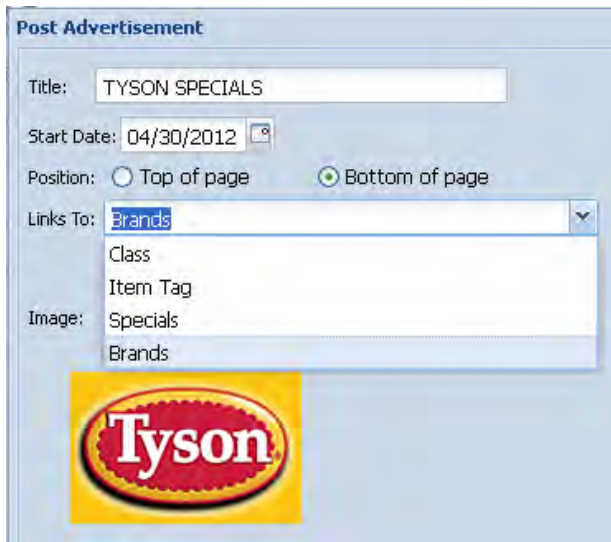 Post Advertisement
Title: TYSON SPECIALS
Start Date: 04/30/2012
Position: Top of page Bottom of page
Links To: Brands
Class
Item Tag
Specials
Image:
Brands
Tyson